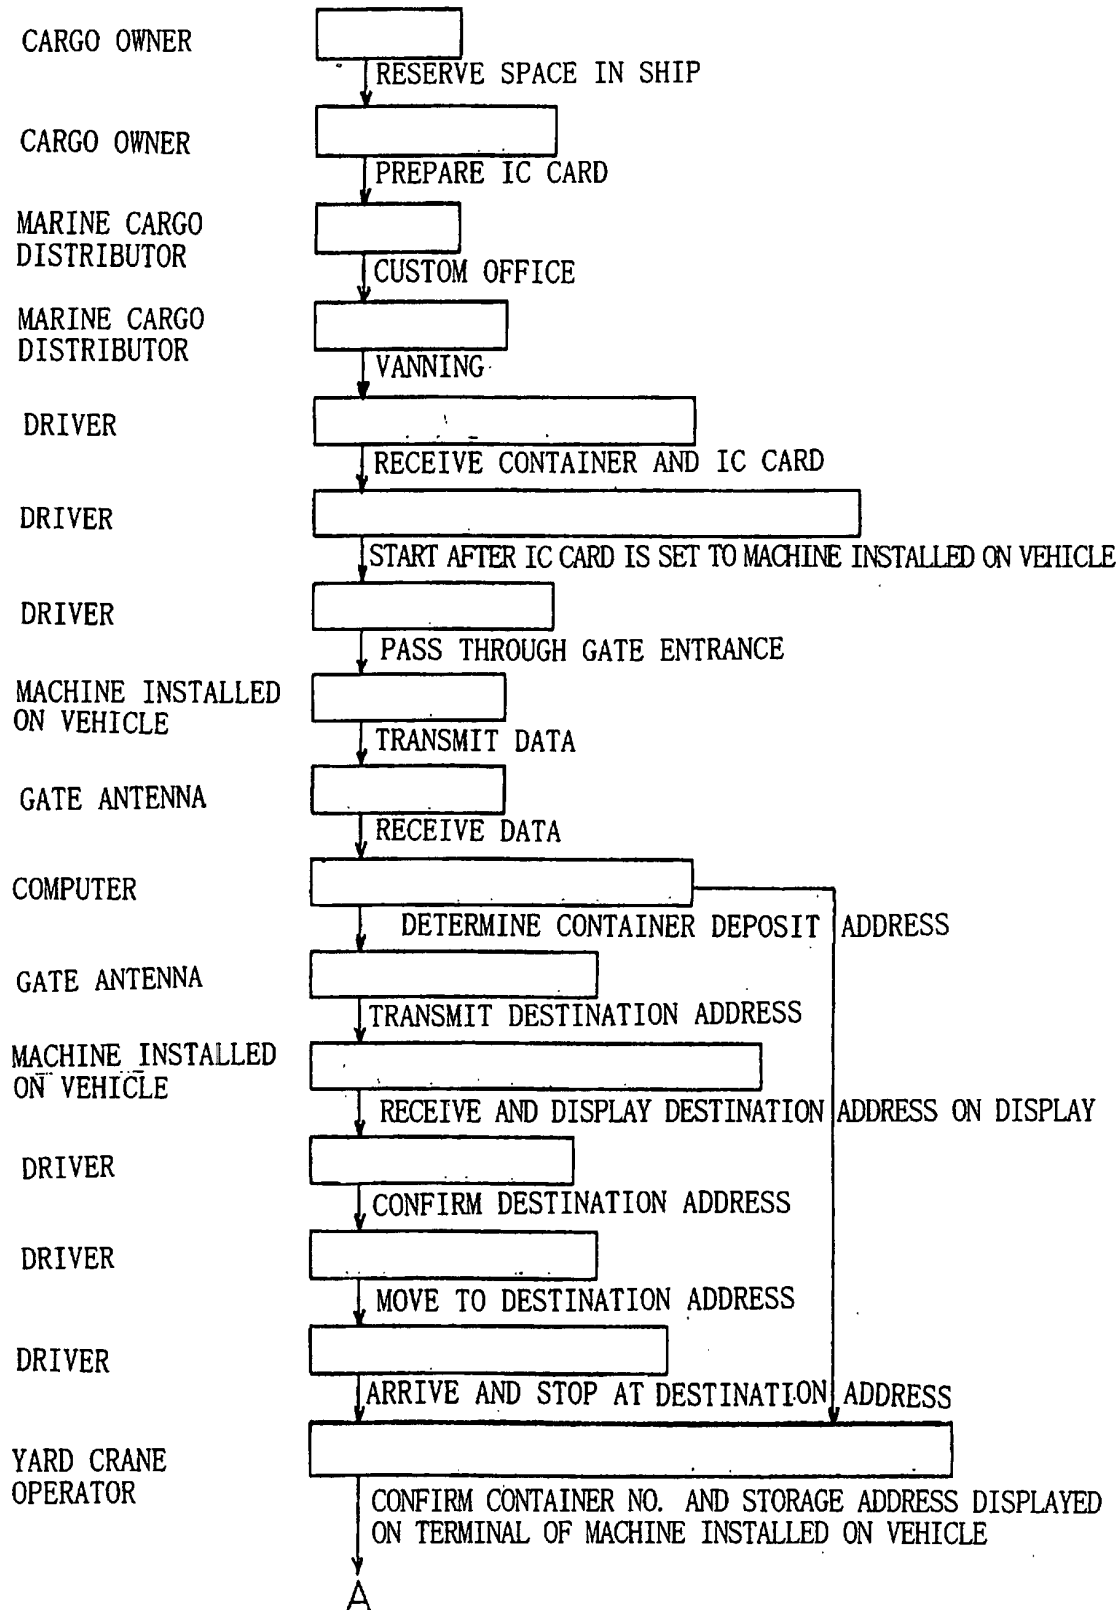 CARGO OWNER
RESERVE SPACE IN SHIP
CARGO OWNER
PREPARE IC CARD
MARINE CARGO
DISTRIBUTOR
CUSTOM OFFICE
MARINE CARGO
DISTRIBUTOR
VANNING
DRIVER
RECEIVE CONTAINER AND IC CARD
DRIVER
START AFTER IC CARD IS SET TO MACHINE INSTALLED ON VEHICLE
DRIVER
PASS THROUGH GATE ENTRANCE
MACHINE INSTALLED
ON VEHICLE
TRANSMIT DATA
GATE ANTENNA
RECEIVE DATA
COMPUTER
DETERMINE CONTAINER DEPOSIT ADDRESS
GATE ANTENNA
TRANSMIT DESTINATION ADDRESS
MACHINE INSTALLED
ON VEHICLE
RECEIVE AND DISPLAY DESTINATION ADDRESS ON DISPLAY
DRIVER
CONFIRM DESTINATION ADDRESS
DRIVER
MOVE TO DESTINATION ADDRESS
DRIVER
ARRIVE AND STOP AT DESTINATION ADDRESS
YARD CRANE
OPERATOR
CONFIRM CONTAINER NO. AND STORAGE ADDRESS DISPLAYED
ON TERMINAL OF MACHINE INSTALLED ON VEHICLE
A